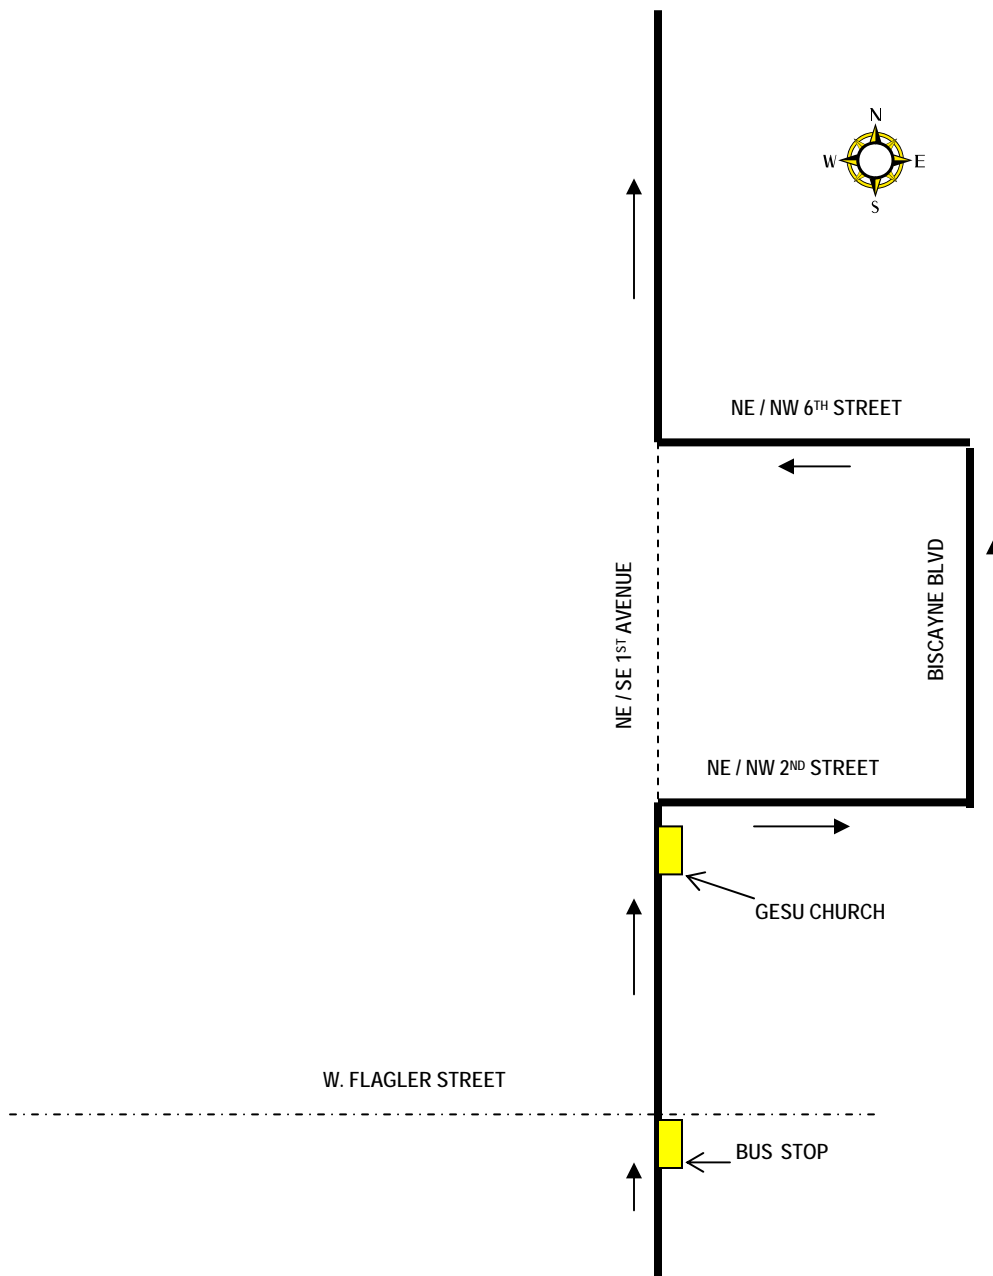 N
W E
S
NE / NW 6TH STREET
NE / SE 1ST AVENUE
BISCAYNE BLVD
NE / NW 2ND STREET
GESU CHURCH
W. FLAGLER STREET
BUS STOP